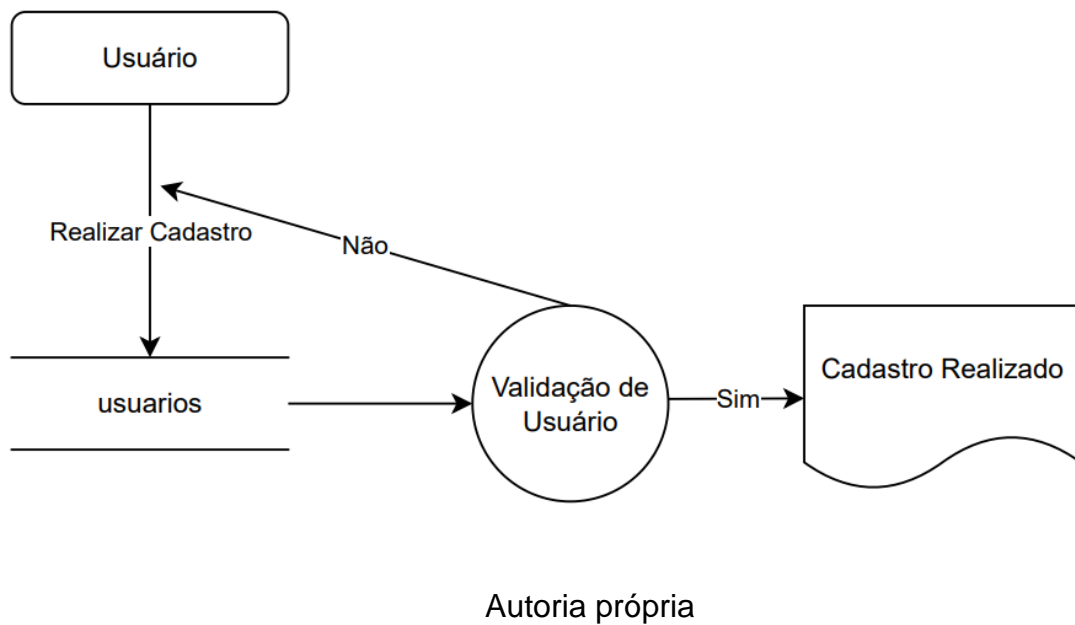 Usuário
Realizar Cadastro
Não
usuarios
Validação de
Usuário
Sim
Cadastro Realizado
Autoria própria